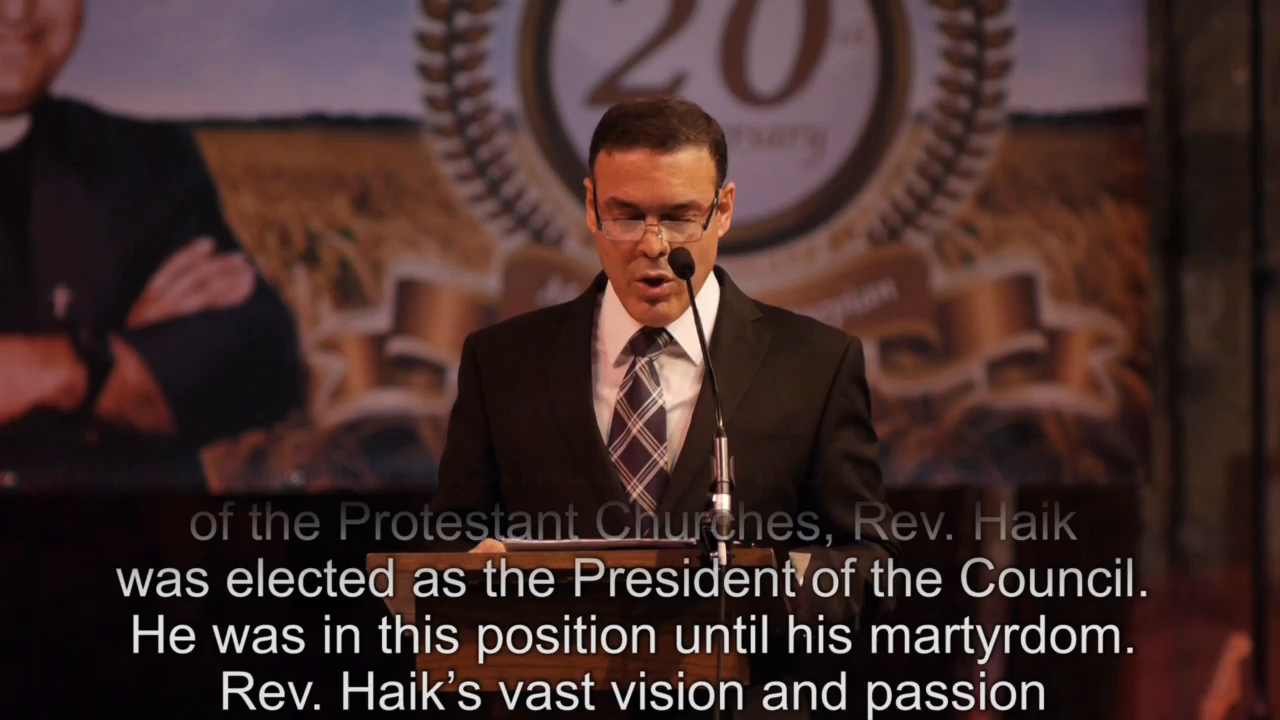 20
of the Protestant Churches, Rev. Haik
was elected as the President of the Council.
He was in this position until his martyrdom.
Rev. Haik’s vast vision and passion